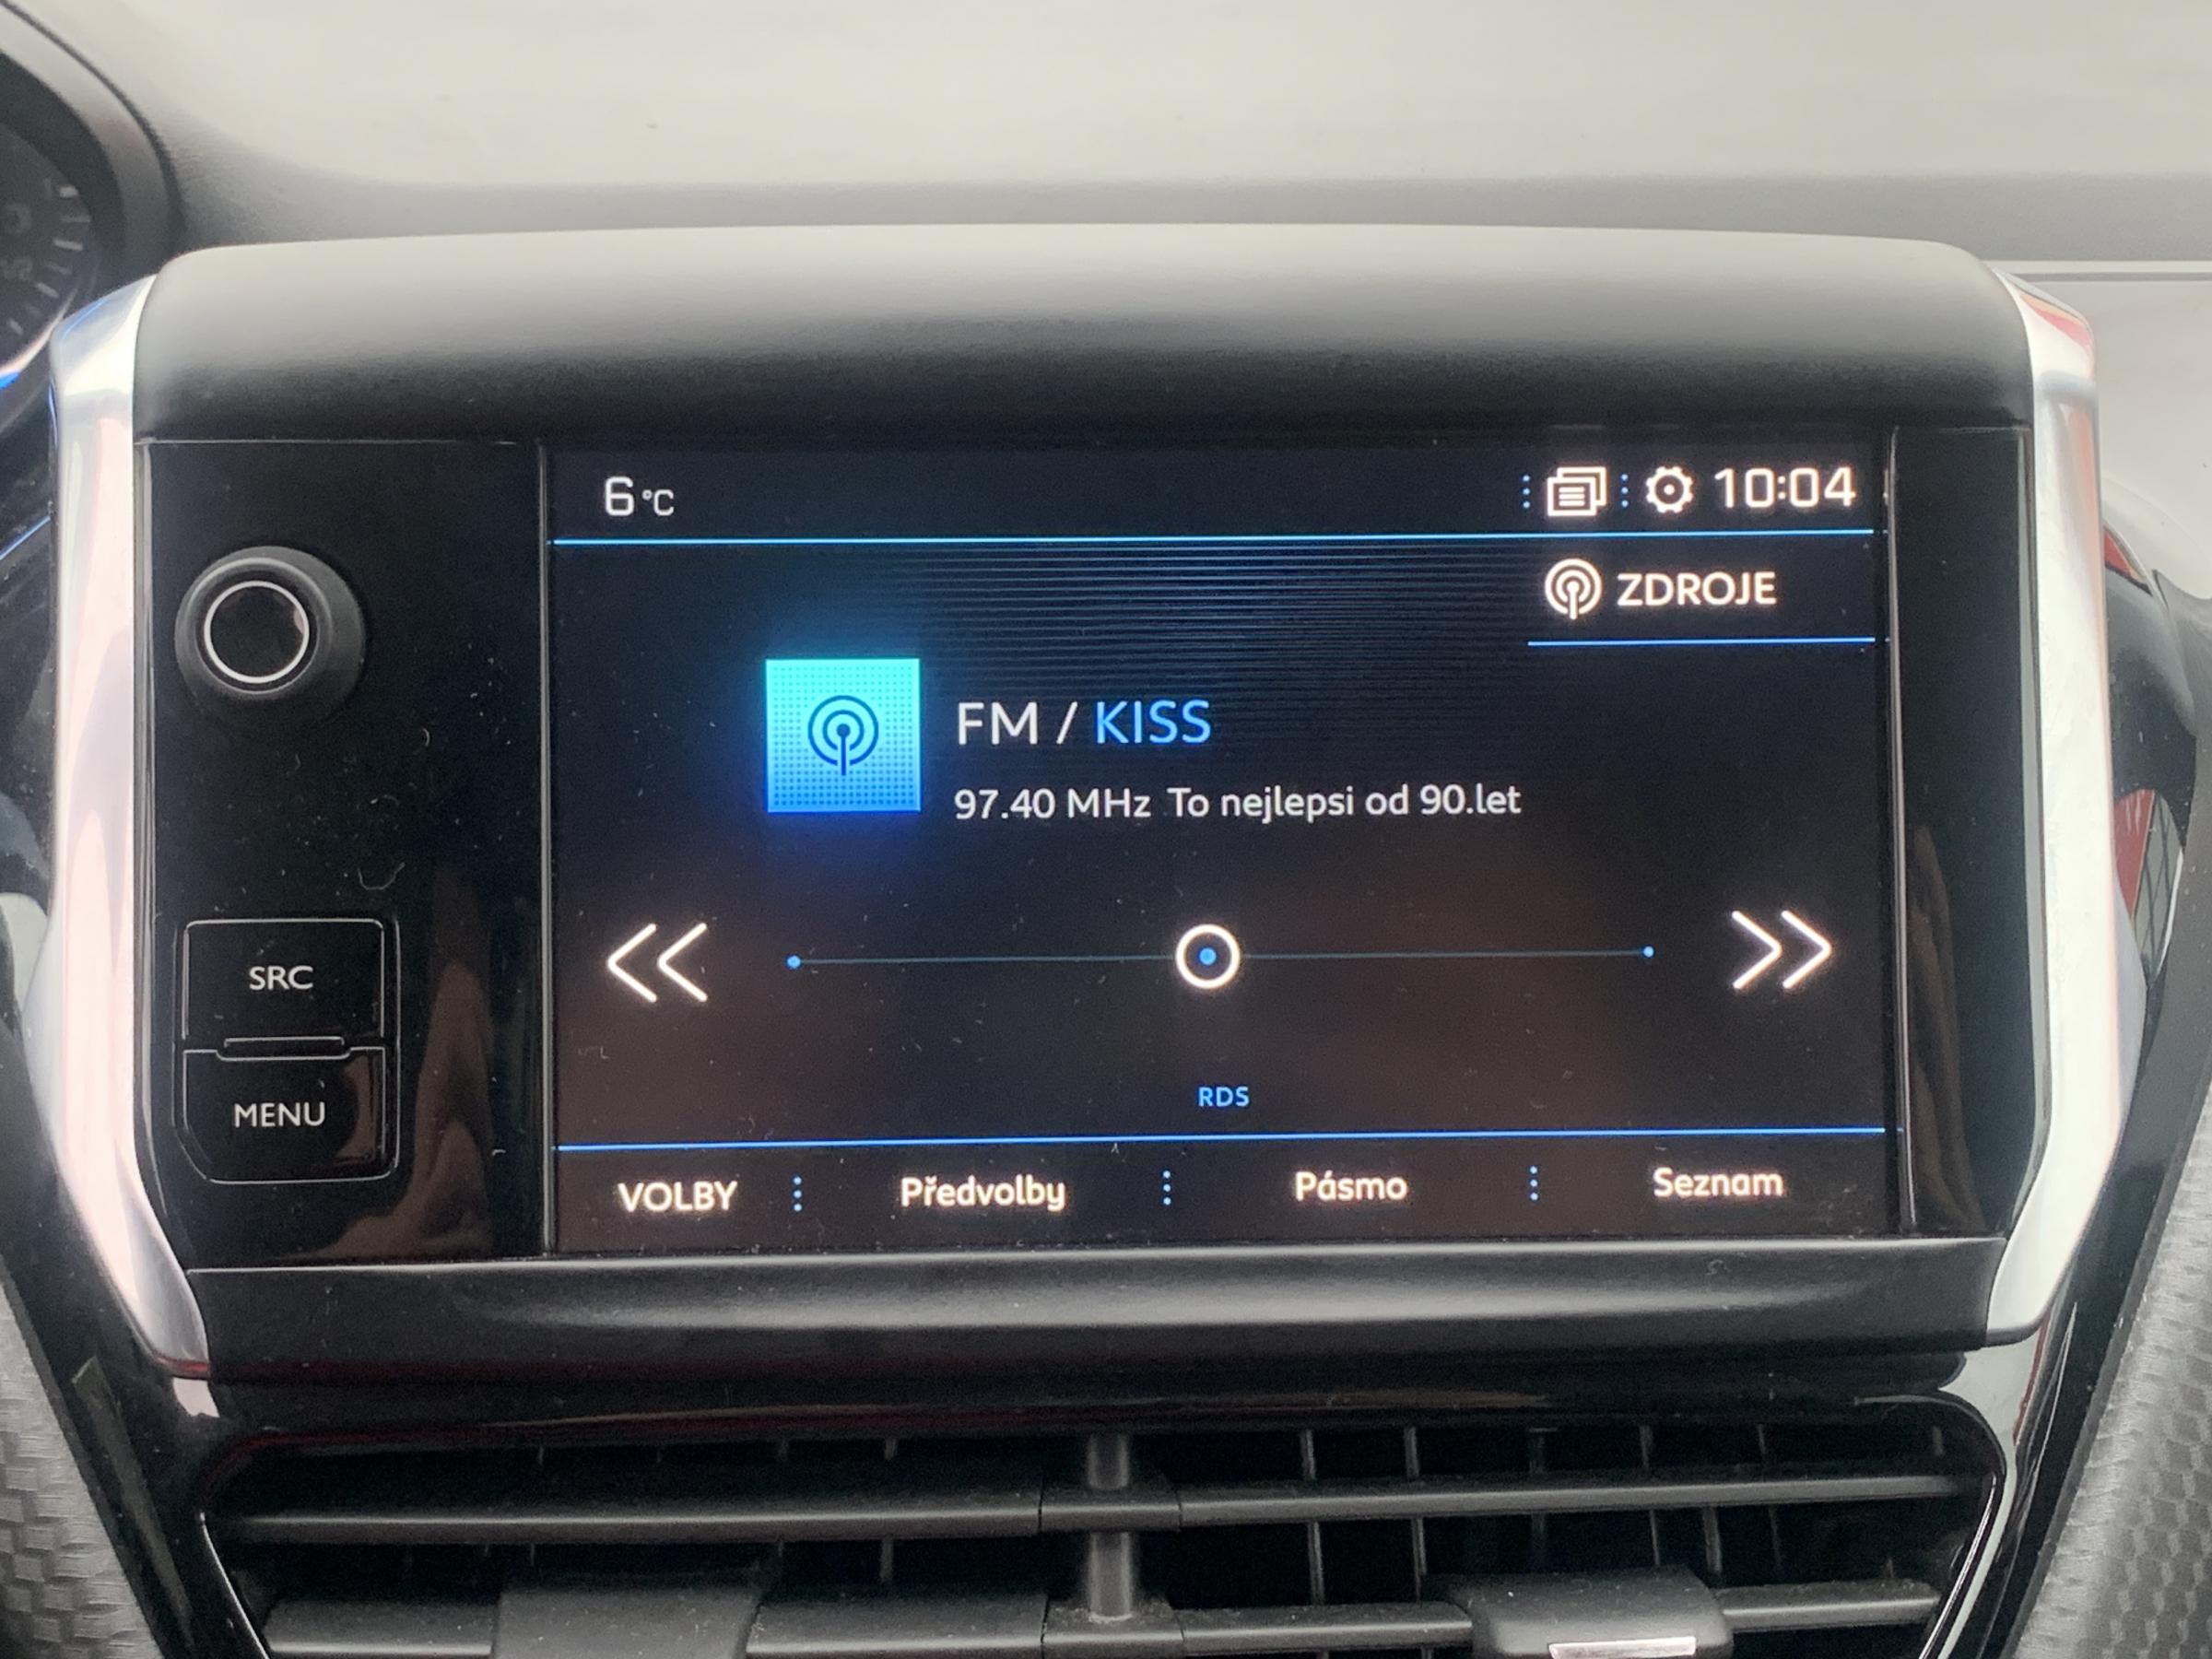 6 °C
10:04
ZDROJE
FM / KISS
97.40 MHz To nejlepsi od 90.let
SRC
MENU
RDS
VOLBY Předvolby Pásmo Seznam